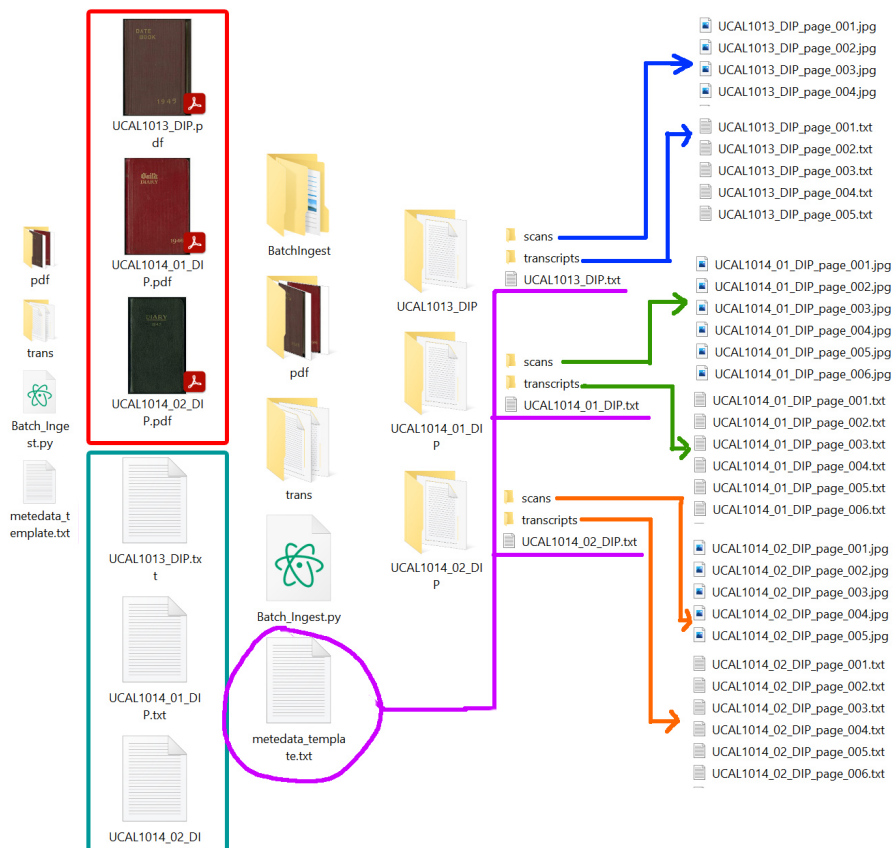 pdf
trans
Batch_Inge
st.py
metedata_t
emplate.txt
DATE
BOOK
1945
UCAL1013_DIP.p
df
Guild
DIARY
1946
UCAL1014_01_DI
P.pdf
DIARY
UCAL1014_02_DI
P.pdf
UCAL1013_DIP.tx
t
UCAL1014_01_DI
P.txt
UCAL1014_02_DI
BatchIngest
pdf
trans
Batch_Ingest.py
metedata_templa
te.txt
UCAL1013_DIP
UCAL1014_01_DI
P
UCAL1014_02_DI
P
scans
transcripts
UCAL1013_DIP.txt
scans
transcripts
UCAL1014_01_DIP.txt
scans
transcripts
UCAL1014_02_DIP.txt
UCAL1013_DIP_page_001.jpg
UCAL1013_DIP_page_002.jpg
UCAL1013_DIP_page_003.jpg
UCAL1013_DIP_page_004.jpg
UCAL1013_DIP_page_001.txt
UCAL1013_DIP_page_002.txt
UCAL1013_DIP_page_003.txt
UCAL1013_DIP_page_004.txt
UCAL1013_DIP_page_005.txt
UCAL1014_01_DIP_page_001.jpg
UCAL1014_01_DIP_page_002.jpg
UCAL1014_01_DIP_page_003.jpg
UCAL1014_01_DIP_page_004.jpg
UCAL1014_01_DIP_page_005.jpg
UCAL1014_01_DIP_page_006.jpg
UCAL1014_01_DIP_page_001.txt
UCAL1014_01_DIP_page_002.txt
UCAL1014_01_DIP_page_003.txt
UCAL1014_01_DIP_page_004.txt
UCAL1014_01_DIP_page_005.txt
UCAL1014_01_DIP_page_006.txt
UCAL1014_02_DIP_page_001.jpg
UCAL1014_02_DIP_page_002.jpg
UCAL1014_02_DIP_page_003.jpg
UCAL1014_02_DIP_page_004.jpg
UCAL1014_02_DIP_page_005.jpg
UCAL1014_02_DIP_page_001.txt
UCAL1014_02_DIP_page_002.txt
UCAL1014_02_DIP_page_003.txt
UCAL1014_02_DIP_page_004.txt
UCAL1014_02_DIP_page_005.txt
UCAL1014_02_DIP_page_006.txt